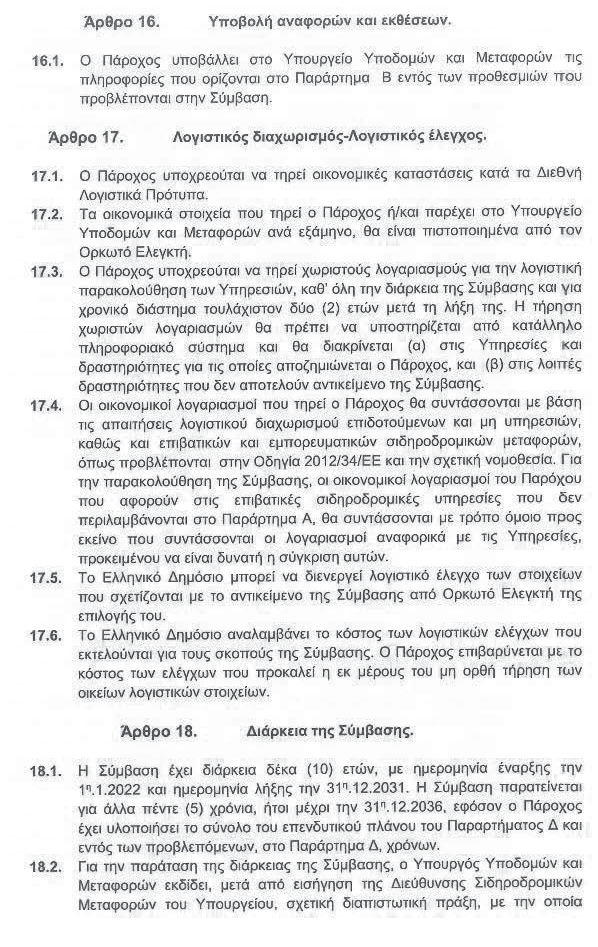 Άρθρο 16. Υποβολή αναφορών και εκθέσεων.
16.1. Ο Πάροχος υποβάλλει στο Υπουργείο Υποδομών και Μεταφορών τις
πληροφορίες που ορίζονται στο Παράρτημα Β εντός των προθεσμιών που
προβλέπονται στην Σύμβαση.
Άρθρο 17. Λογιστικός διαχωρισμός-Λογιστικός έλεγχος.
17.1. Ο Πάροχος υποχρεούται να τηρεί οικονομικές καταστάσεις κατά τα Διεθνή
Λογιστικά Πρότυπα.
17.2. Τα οικονομικά στοιχεία που τηρεί ο Πάροχος ή/και παρέχει στο Υπουργείο
Υποδομών και Μεταφορών ανά εξάμηνο, θα είναι πιστοποιημένα από τον
Ορκωτό Ελεγκτή.
17.3. Ο Πάροχος υποχρεούται να τηρεί χωριστούς λογαριασμούς για την λογιστική
παρακολούθηση των Υπηρεσιών, καθ' όλη την διάρκεια της Σύμβασης και για
χρονικό διάστημα τουλάχιστον δύο (2) ετών μετά τη λήξη της. Η τήρηση
χωριστών λογαριασμών θα πρέπει να υποστηρίζεται από κατάλληλο
πληροφοριακό σύστημα και θα διακρίνεται (α) στις Υπηρεσίες και
δραστηριότητες για τις οποίες αποζημιώνεται ο Πάροχος, και (β) στις λοιπές
δραστηριότητες που δεν αποτελούν αντικείμενο της Σύμβασης.
17.4. Οι οικονομικοί λογαριασμοί που τηρεί ο Πάροχος θα συντάσσονται με βάση
τις απαιτήσεις λογιστικού διαχωρισμού επιδοτούμενων και μη υπηρεσιών,
καθώς και επιβατικών και εμπορευματικών σιδηροδρομικών μεταφορών,
όπως προβλέπονται στην Οδηγία 2012/34/ΕΕ και την σχετική νομοθεσία. Για
την παρακολούθηση της Σύμβασης, οι οικονομικοί λογαριασμοί του Παρόχου
που αφορούν στις επιβατικές σιδηροδρομικές υπηρεσίες που δεν
περιλαμβάνονται στο Παράρτημα Α, θα συντάσσονται με τρόπο όμοιο προς
εκείνο που συντάσσονται οι λογαριασμοί αναφορικά με τις Υπηρεσίες,
προκειμένου να είναι δυνατή η σύγκριση αυτών.
17.5. Το Ελληνικό Δημόσιο μπορεί να διενεργεί λογιστικό έλεγχο των στοιχείων
που σχετίζονται με το αντικείμενο της Σύμβασης από Ορκωτό Ελεγκτή της
επιλογής του.
17.6. Το Ελληνικό Δημόσιο αναλαμβάνει το κόστος των λογιστικών ελέγχων που
εκτελούνται για τους σκοπούς της Σύμβασης. Ο Πάροχος επιβαρύνεται με το
κόστος των ελέγχων που προκαλεί η εκ μέρους του μη ορθή τήρηση των
οικείων λογιστικών στοιχείων.
Άρθρο 18. Διάρκεια της Σύμβασης.
18.1. Η Σύμβαση έχει διάρκεια δέκα (10) ετών, με ημερομηνία έναρξης την
1η.1.2022 και ημερομηνία λήξης την 31η.12.2031. Η Σύμβαση παρατείνεται
για άλλα πέντε (5) χρόνια, ήτοι μέχρι την 31η.12.2036, εφόσον ο Πάροχος
έχει υλοποιήσει το σύνολο του επενδυτικού πλάνου του Παραρτήματος Δ και
εντός των προβλεπόμενων, στο Παράρτημα Δ, χρόνων.
18.2. Για την παράταση της διάρκειας της Σύμβασης, ο Υπουργός Υποδομών και
Μεταφορών εκδίδει, μετά από εισήγηση της Διεύθυνσης Σιδηροδρομικών
Μεταφορών του Υπουργείου, σχετική διαπιστωτική πράξη, με την οποία